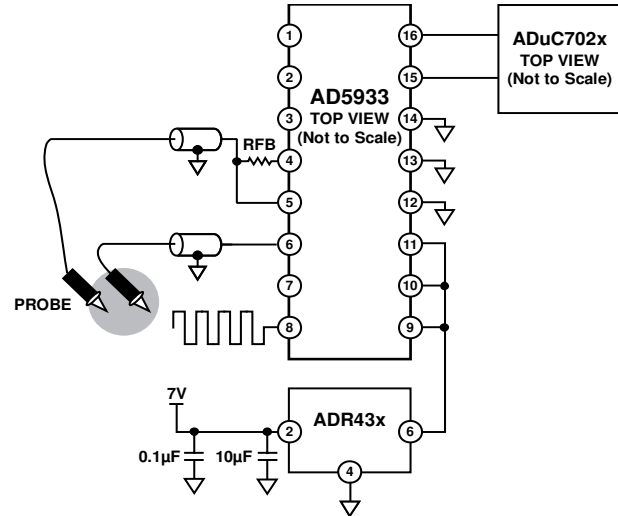 1
16
ADuC702x
TOP VIEW
(Not to Scale)
2
15
AD5933
TOP VIEW
(Not to Scale)
3
14
RFB
4
13
5
12
6
11
7
10
PROBE
8
9
7V
ADR43x
2
6
0.1µF
10µF
4